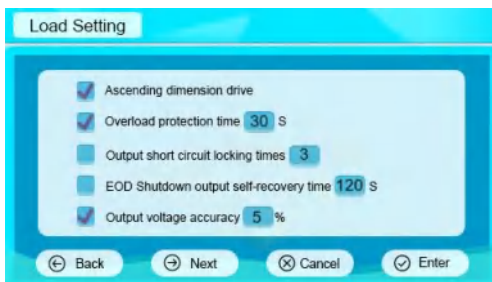 Load Setting
Ascending dimension drive
Overload protection time 30 S
Output short circuit locking times 3
EOD Shutdown output self-recovery time 120 S
Output voltage accuracy 5 %
Back Next Cancel Enter